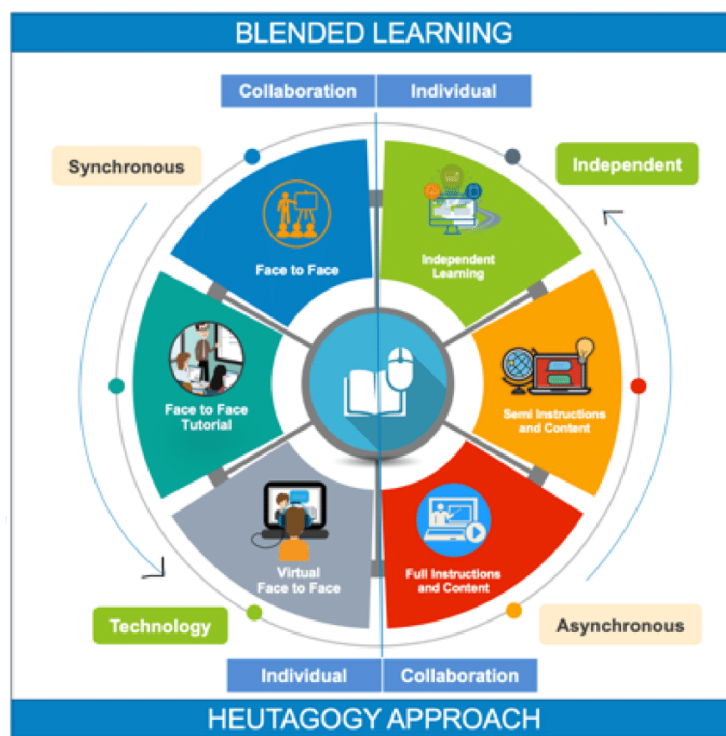 BLENDED LEARNING
Collaboration
Individual
Synchronous
Independent
Face to Face
Independent
Learning
Face to Face
Tutorial
Semi Instructions
and Content
Virtual
Face to Face
Full Instructions
and Content
Technology
Asynchronous
Individual
Collaboration
HEUTAGOGY APPROACH